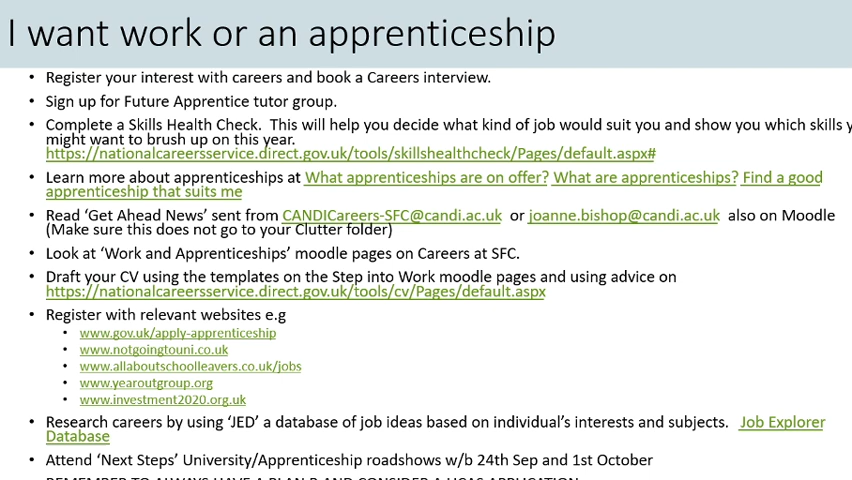 I want work or an apprenticeship
• Register your interest with careers and book a Careers interview.
• Sign up for Future Apprentice tutor group.
• Complete a Skills Health Check.  This will help you decide what kind of job would suit you and show you which skills y
might want to brush up on this year.
https://nationalcareersservice.direct.gov.uk/tools/skillshealthcheck/Pages/default.aspx#
• Learn more about apprenticeships at What apprenticeships are on offer? What are apprenticeships? Find a good
apprenticeship that suits me
• Read ‘Get Ahead News’ sent from CANDICareers-SFC@candi.ac.uk  or joanne.bishop@candi.ac.uk  also on Moodle
(Make sure this does not go to your Clutter folder)
• Look at ‘Work and Apprenticeships’ moodle pages on Careers at SFC.
• Draft your CV using the templates on the Step into Work moodle pages and using advice on
https://nationalcareersservice.direct.gov.uk/tools/cv/Pages/default.aspx
• Register with relevant websites e.g
• www.gov.uk/apply-apprenticeship
• www.notgoingtouni.co.uk
• www.allaboutschoolleavers.co.uk/jobs
• www.yearoutgroup.org
• www.investment2020.org.uk
• Research careers by using ‘JED’ a database of job ideas based on individual’s interests and subjects.   Job Explorer
Database
• Attend ‘Next Steps’ University/Apprenticeship roadshows w/b 24th Sep and 1st October
• REMEMBER TO ALWAYS HAVE A PLAN B AND CONSIDER A UCAS APPLICATION